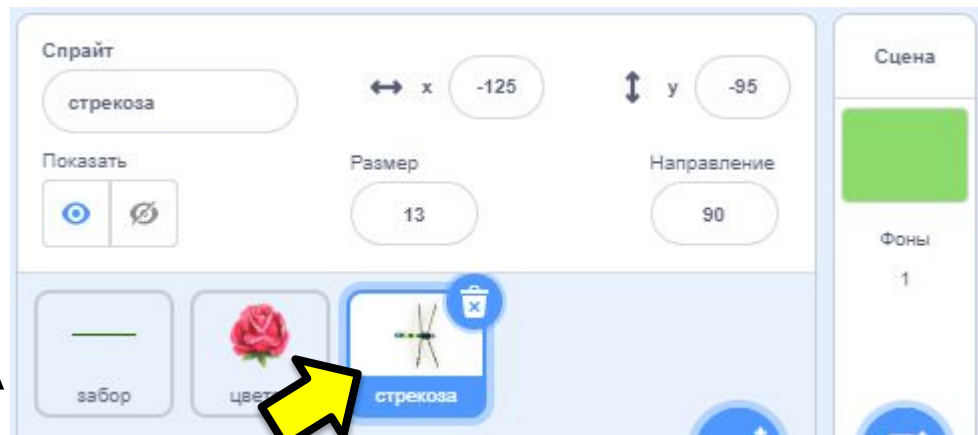 Спрайт
стрекоза
x -125
y -95
Показать
Размер
13
Направление
90
забор
стрекоза
Сцена
Фоны
1